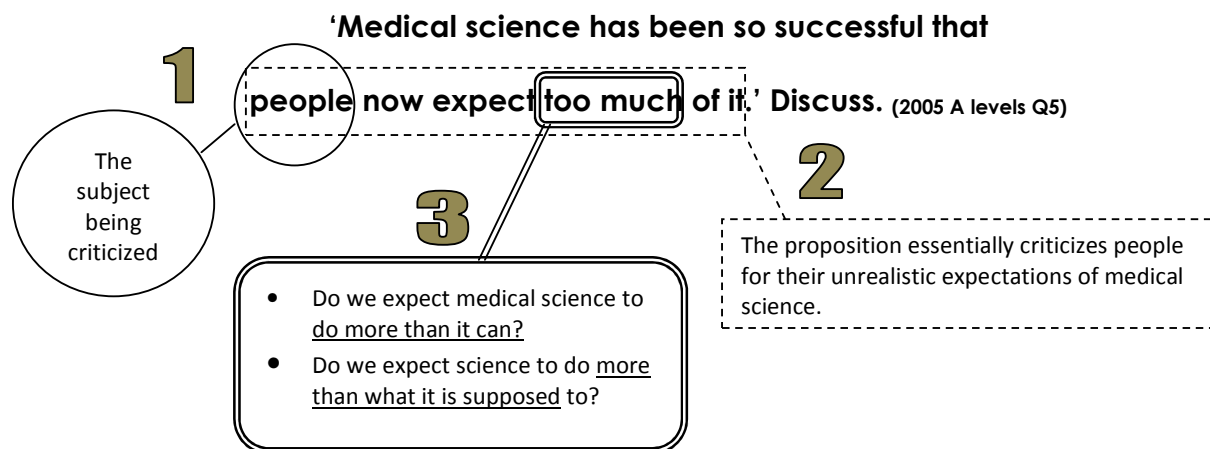 ‘Medical science has been so successful that
people now expect too much of it.’ Discuss. (2005 A levels Q5)
1
The
subject
being
criticized
2
The proposition essentially criticizes people
for their unrealistic expectations of medical
science.
3
• Do we expect medical science to
do more than it can?
• Do we expect science to do more
than what it is supposed to?